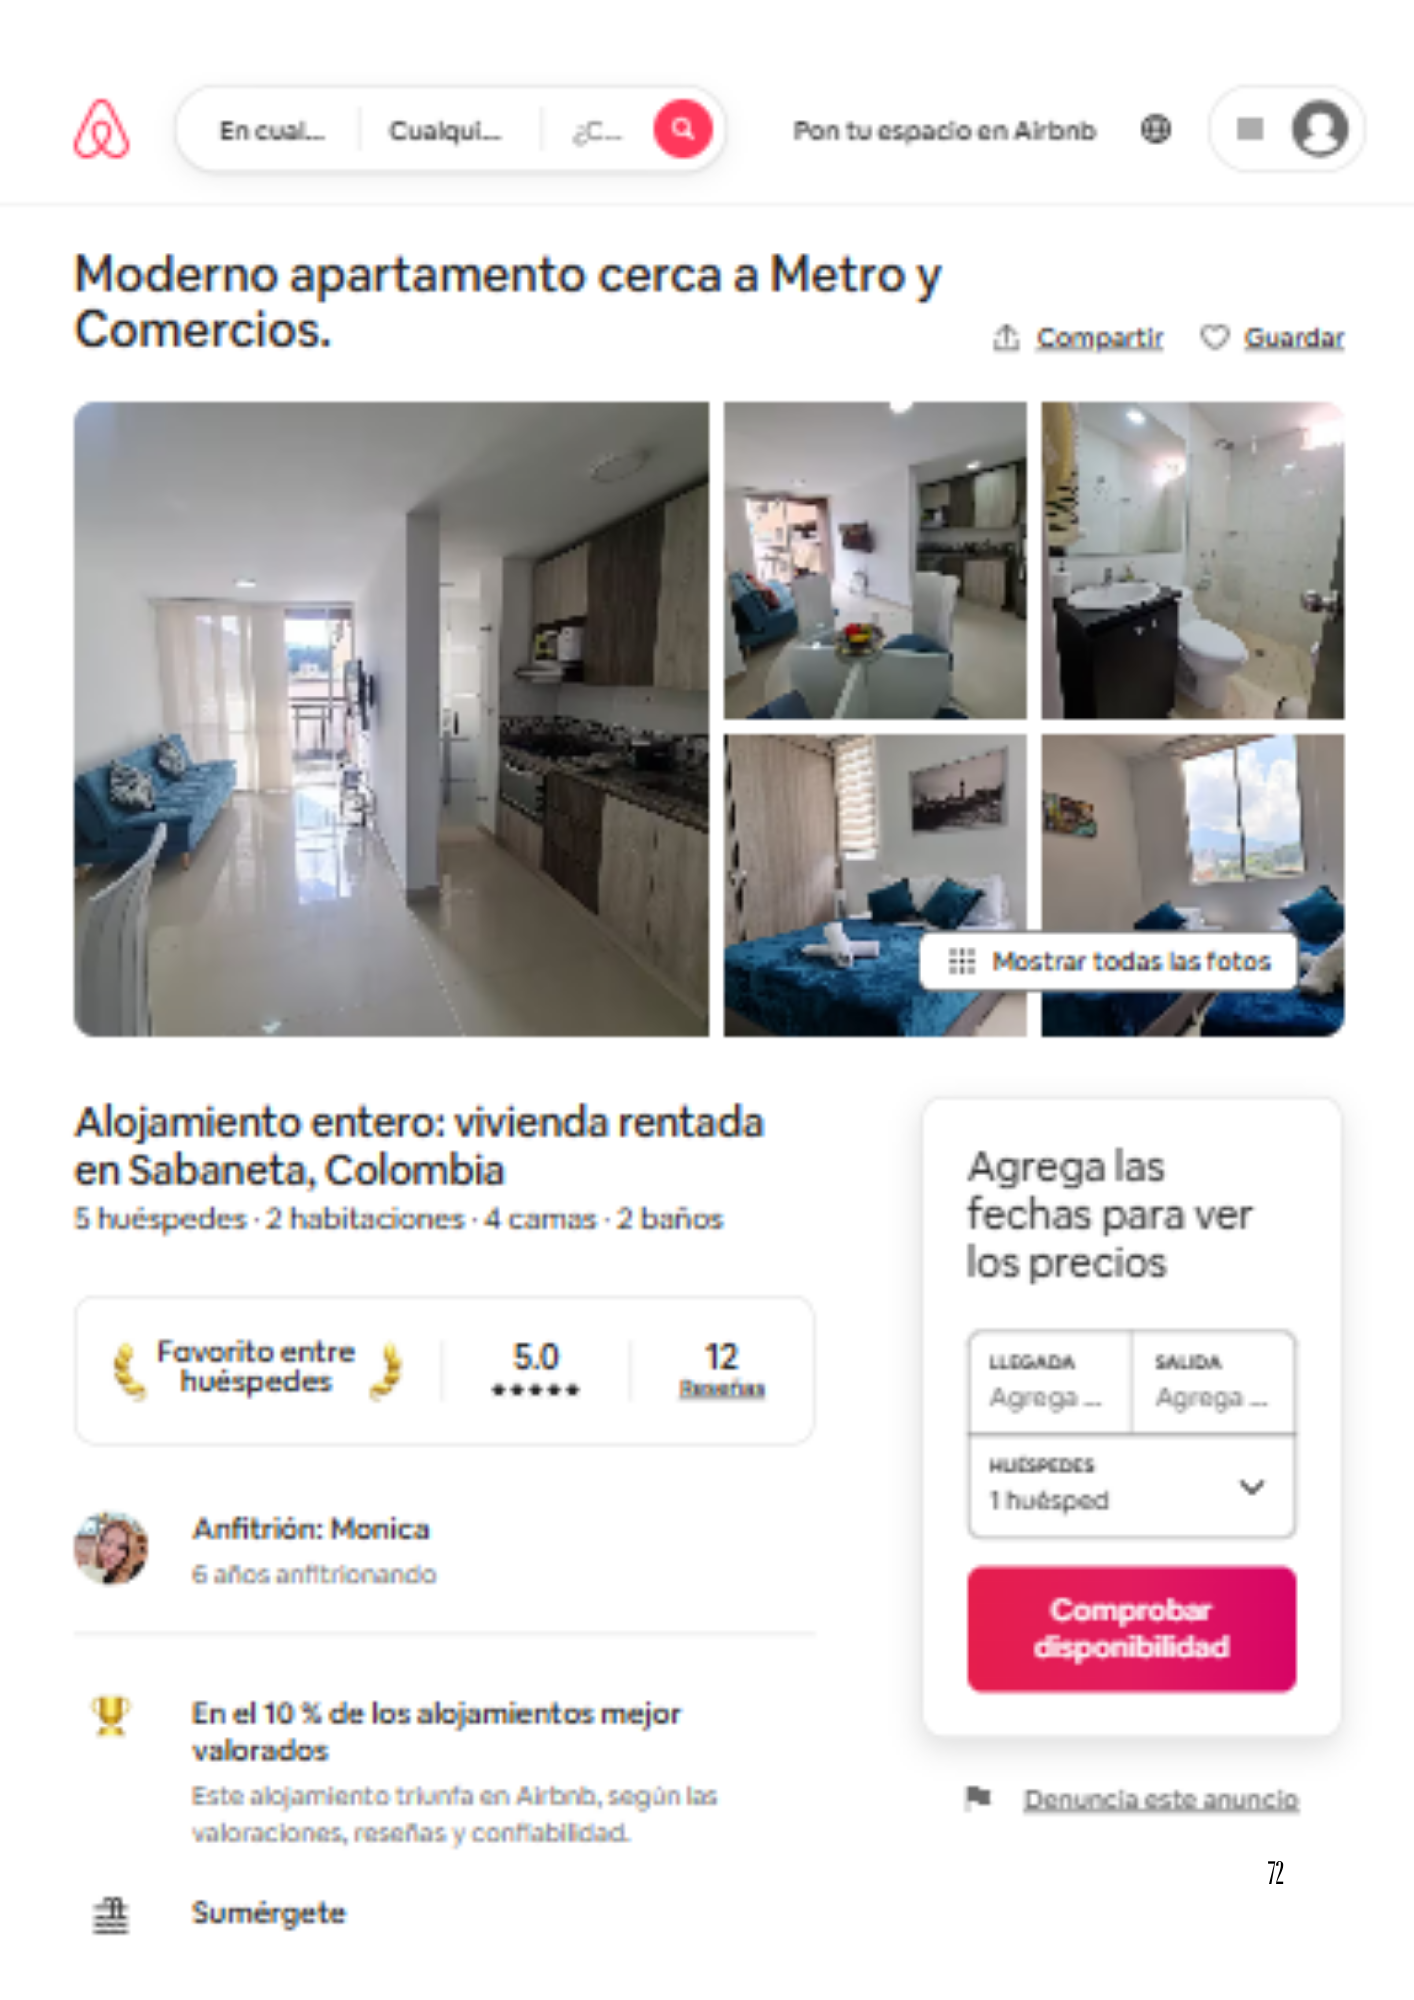 En cual... Cualqui... ¿C... Pon tu espacio en Airbnb
Moderno apartamento cerca a Metro y
Comercios.
Compartir Guardar
Mostrar todas las fotos
Alojamiento entero: vivienda rentada
en Sabaneta, Colombia
5 huéspedes · 2 habitaciones · 4 camas · 2 baños
Favorito entre
huéspedes
5.0
12
Reseñas
Anfitrión: Monica
6 años anfitrionando
En el 10 % de los alojamientos mejor
valorados
Este alojamiento triunfa en Airbnb, según las
valoraciones, reseñas y confiabilidad.
Sumérgete
Agrega las
fechas para ver
los precios
LLEGADA SALIDA
Agrega ... Agrega ...
HUÉSPEDES
1 huésped
Comprobar
disponibilidad
Denuncia este anuncio
72